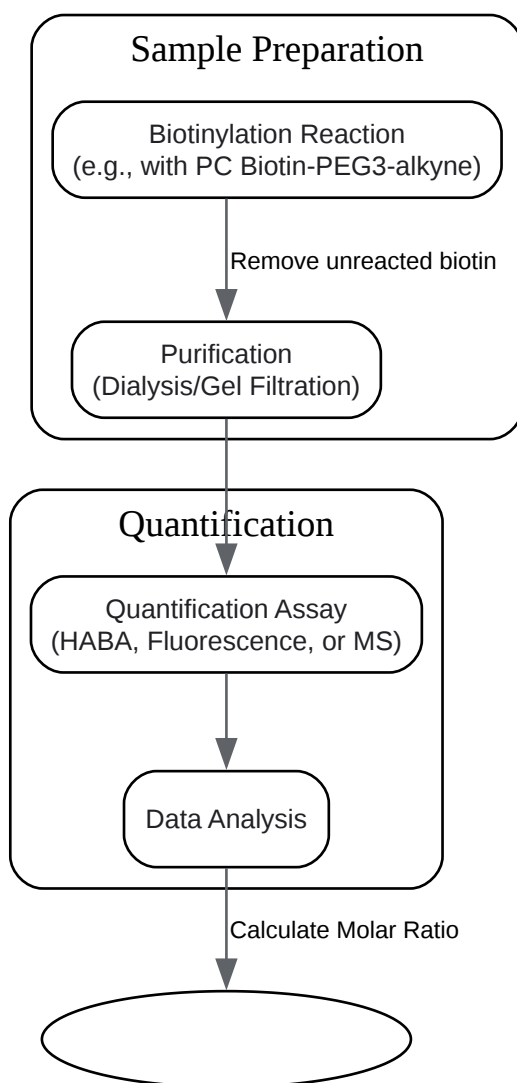 Sample Preparation
Biotinylation Reaction
(e.g., with PC Biotin-PEG3-alkyne)
Remove unreacted biotin
Purification
(Dialysis/Gel Filtration)
Quantification
Quantification Assay
(HABA, Fluorescence, or MS)
Data Analysis
Calculate Molar Ratio